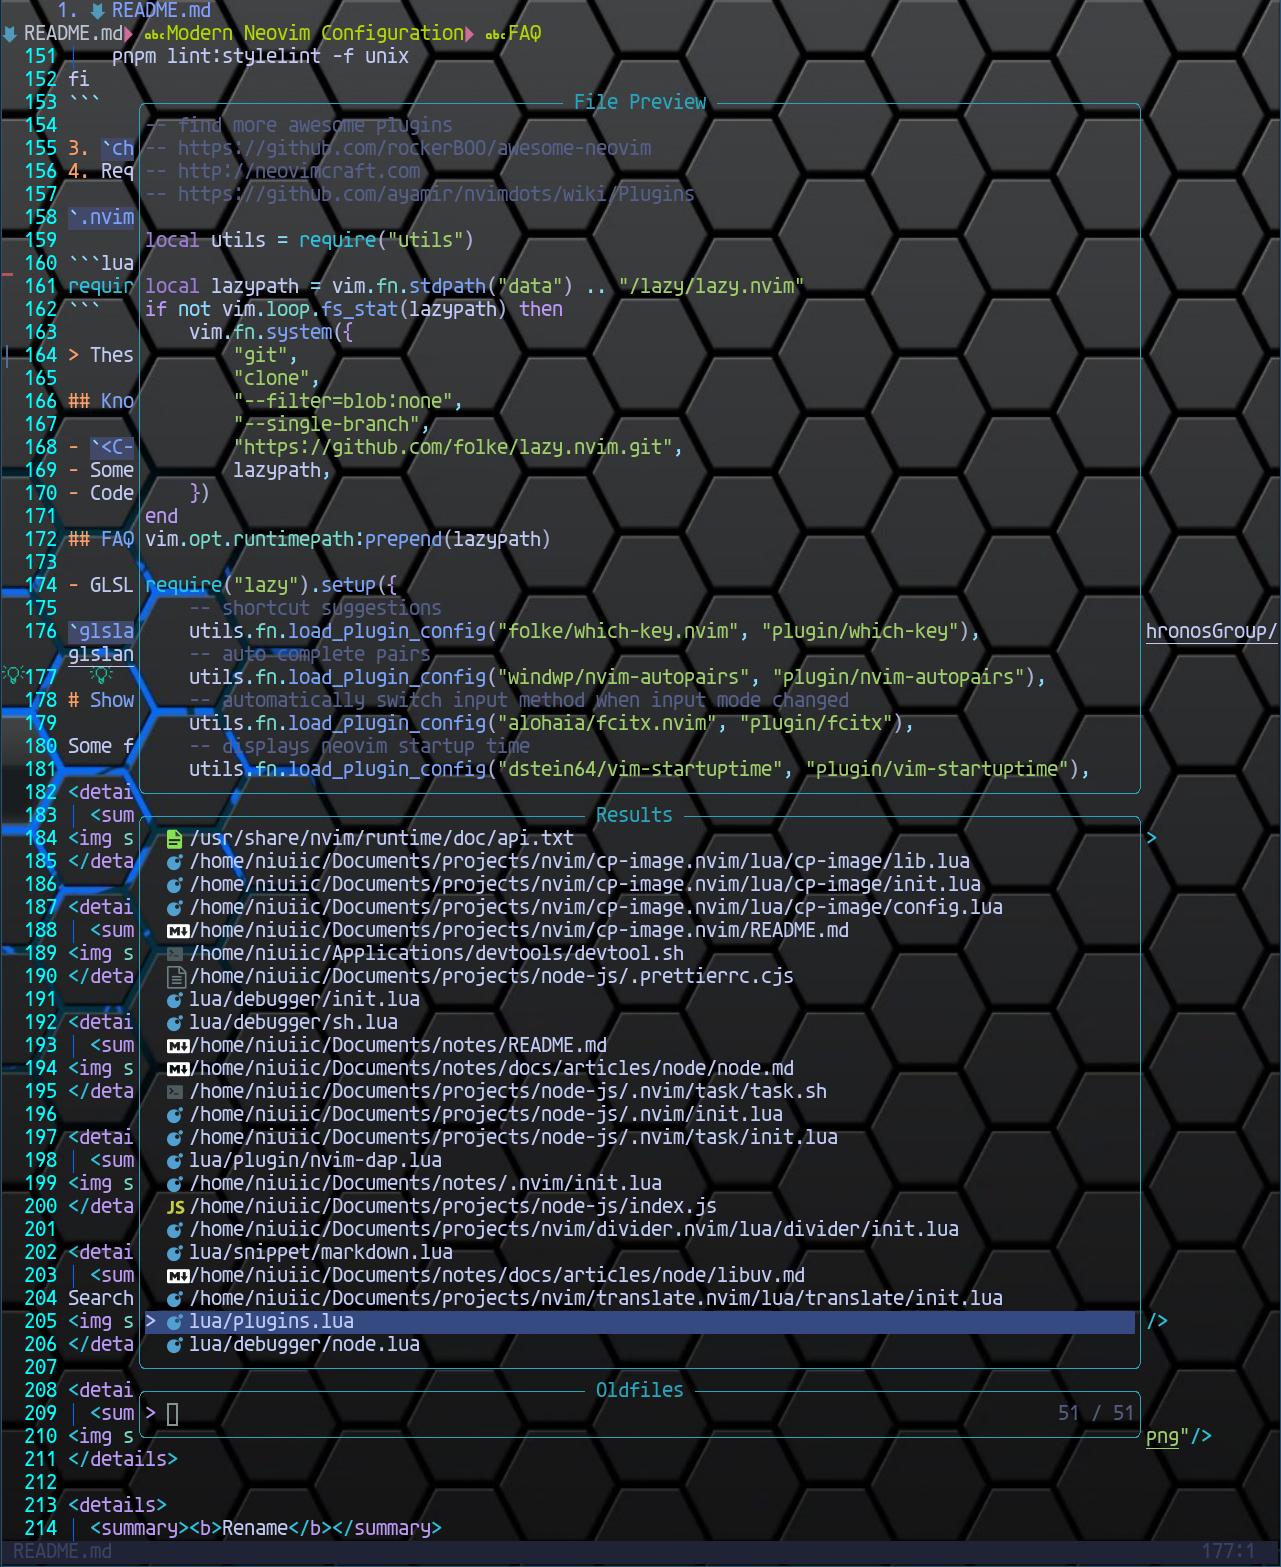 1. README.md
README.md abcModern Neovim Configuration abcFAQ
151 pnpm lint:stylelint -f unix
152 fi
153 ```
154
155 3. `ch
156 4. Req
157
158 `.nvim
159
160 ```lua
161 requir
162 ```
163
164 > Thes
165
166 ## Kno
167
168 - `<C-
169 - Some
170 - Code
171
172 ## FAQ
173
174 - GLSL
175
176 `glsla hronosGroup/
glslan
177
178 # Show
179
180 Some f
181
182 <detai
183 <sum
184 <img s >
185 </deta
186
187 <detai
188 <sum
189 <img s
190 </deta
191
192 <detai
193 <sum
194 <img s
195 </deta
196
197 <detai
198 <sum
199 <img s
200 </deta
201
202 <detai
203 <sum
204 Search
205 <img s />
206 </deta
207
208 <detai
209 <sum
210 <img s png"/>
211 </details>
212
213 <details>
214 <summary><b>Rename</b></summary>
File Preview
-- find more awesome plugins
-- https://github.com/rockerBOO/awesome-neovim
-- http://neovimcraft.com
-- https://github.com/ayamir/nvimdots/wiki/Plugins
local utils = require("utils")
local lazypath = vim.fn.stdpath("data") .. "/lazy/lazy.nvim"
if not vim.loop.fs_stat(lazypath) then
vim.fn.system({
"git",
"clone",
"--filter=blob:none",
"--single-branch",
"https://github.com/folke/lazy.nvim.git",
lazypath,
})
end
vim.opt.runtimepath:prepend(lazypath)
require("lazy").setup({
-- shortcut suggestions
utils.fn.load_plugin_config("folke/which-key.nvim", "plugin/which-key"),
-- auto complete pairs
utils.fn.load_plugin_config("windwp/nvim-autopairs", "plugin/nvim-autopairs"),
-- automatically switch input method when input mode changed
utils.fn.load_plugin_config("alohaia/fcitx.nvim", "plugin/fcitx"),
-- displays neovim startup time
utils.fn.load_plugin_config("dstein64/vim-startuptime", "plugin/vim-startuptime"),
Results
/usr/share/nvim/runtime/doc/api.txt
/home/niuiic/Documents/projects/nvim/cp-image.nvim/lua/cp-image/lib.lua
/home/niuiic/Documents/projects/nvim/cp-image.nvim/lua/cp-image/init.lua
/home/niuiic/Documents/projects/nvim/cp-image.nvim/lua/cp-image/config.lua
/home/niuiic/Documents/projects/nvim/cp-image.nvim/README.md
/home/niuiic/Applications/devtools/devtool.sh
/home/niuiic/Documents/projects/node-js/.prettierrc.cjs
lua/debugger/init.lua
lua/debugger/sh.lua
/home/niuiic/Documents/notes/README.md
/home/niuiic/Documents/notes/docs/articles/node/node.md
/home/niuiic/Documents/projects/node-js/.nvim/task/task.sh
/home/niuiic/Documents/projects/node-js/.nvim/init.lua
/home/niuiic/Documents/projects/node-js/.nvim/task/init.lua
lua/plugin/nvim-dap.lua
/home/niuiic/Documents/notes/.nvim/init.lua
JS /home/niuiic/Documents/projects/node-js/index.js
/home/niuiic/Documents/projects/nvim/divider.nvim/lua/divider/init.lua
lua/snippet/markdown.lua
/home/niuiic/Documents/notes/docs/articles/node/libuv.md
/home/niuiic/Documents/projects/nvim/translate.nvim/lua/translate/init.lua
> lua/plugins.lua
lua/debugger/node.lua
Oldfiles
> 51 / 51
README.md 177:1